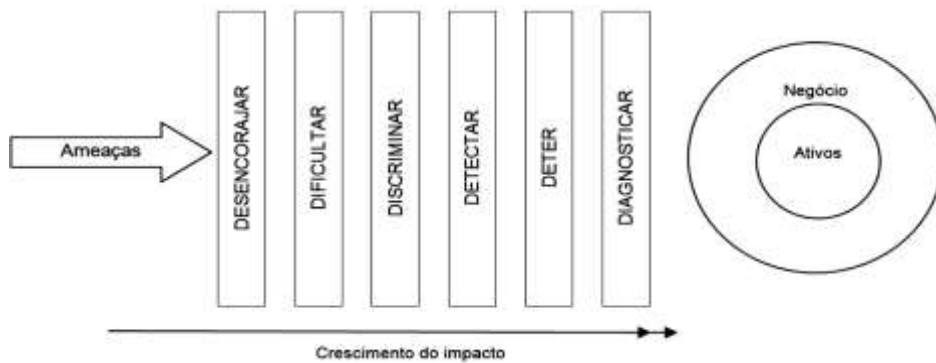 Ameaças
DESENCORAJAR
DIFICULTAR
DISCRIMINAR
DETECTAR
DETER
DIAGNOSTICAR
Negócio
Ativos
Crescimento do impacto